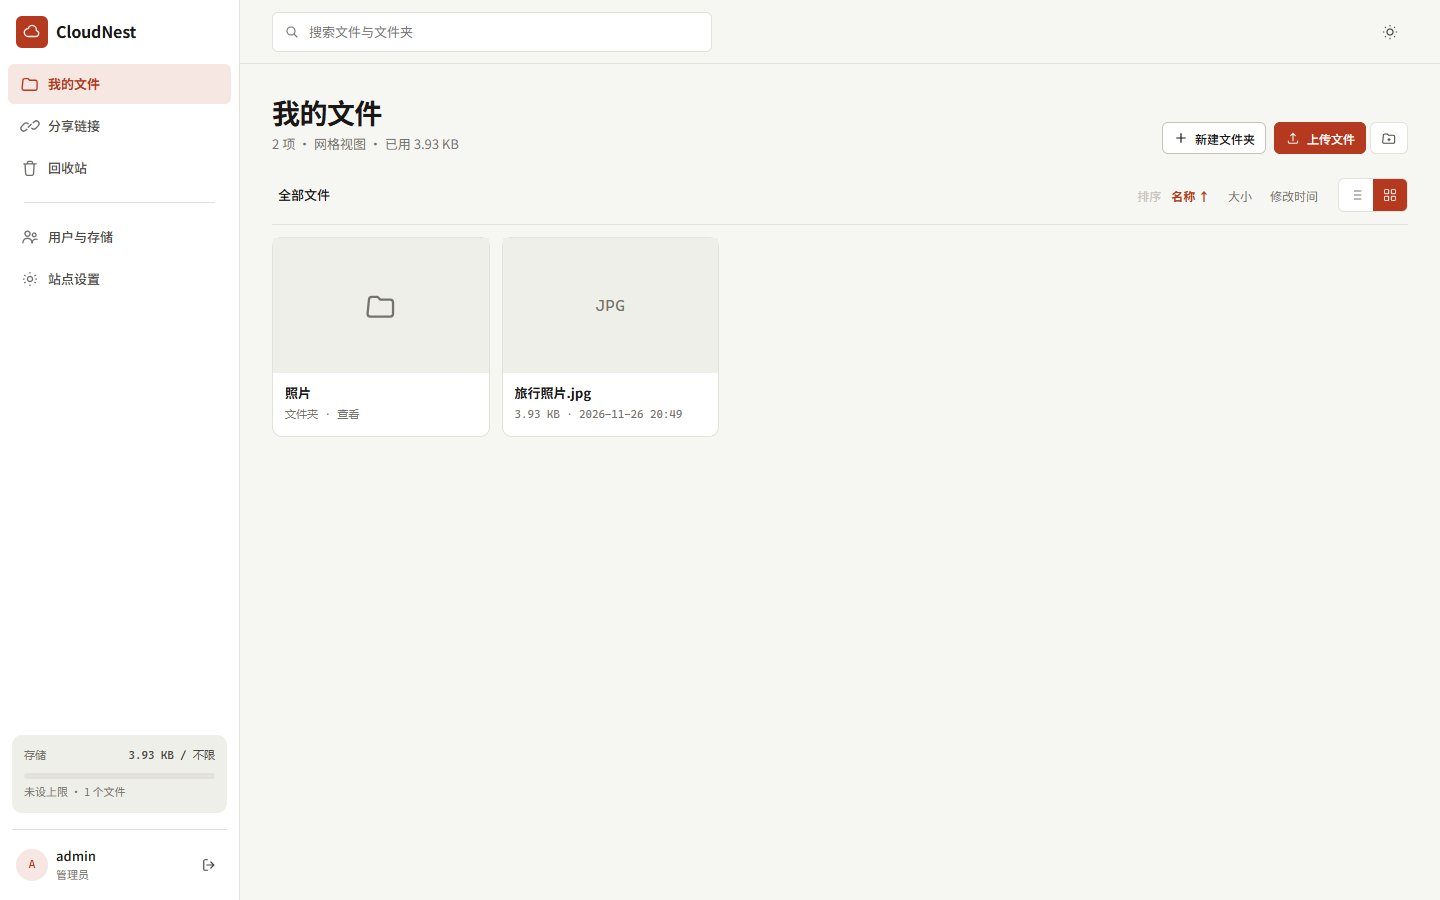 CloudNest
搜索文件与文件夹
我的文件
分享链接
回收站
用户与存储
站点设置
我的文件
2 项 • 网格视图 • 已用 3.93 KB
新建文件夹
上传文件
全部文件
排序 名称 ↑ 大小 修改时间
JPG
照片
文件夹 · 查看
旅行照片.jpg
3.93 KB · 2026-11-26 20:49
存储 3.93 KB / 不限
未设上限 • 1 个文件
A
admin
管理员